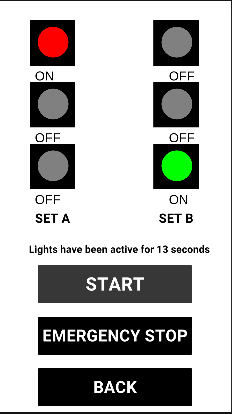 ON OFF
OFF OFF
OFF ON
SET A SET B
Lights have been active for 13 seconds
START
EMERGENCY STOP
BACK